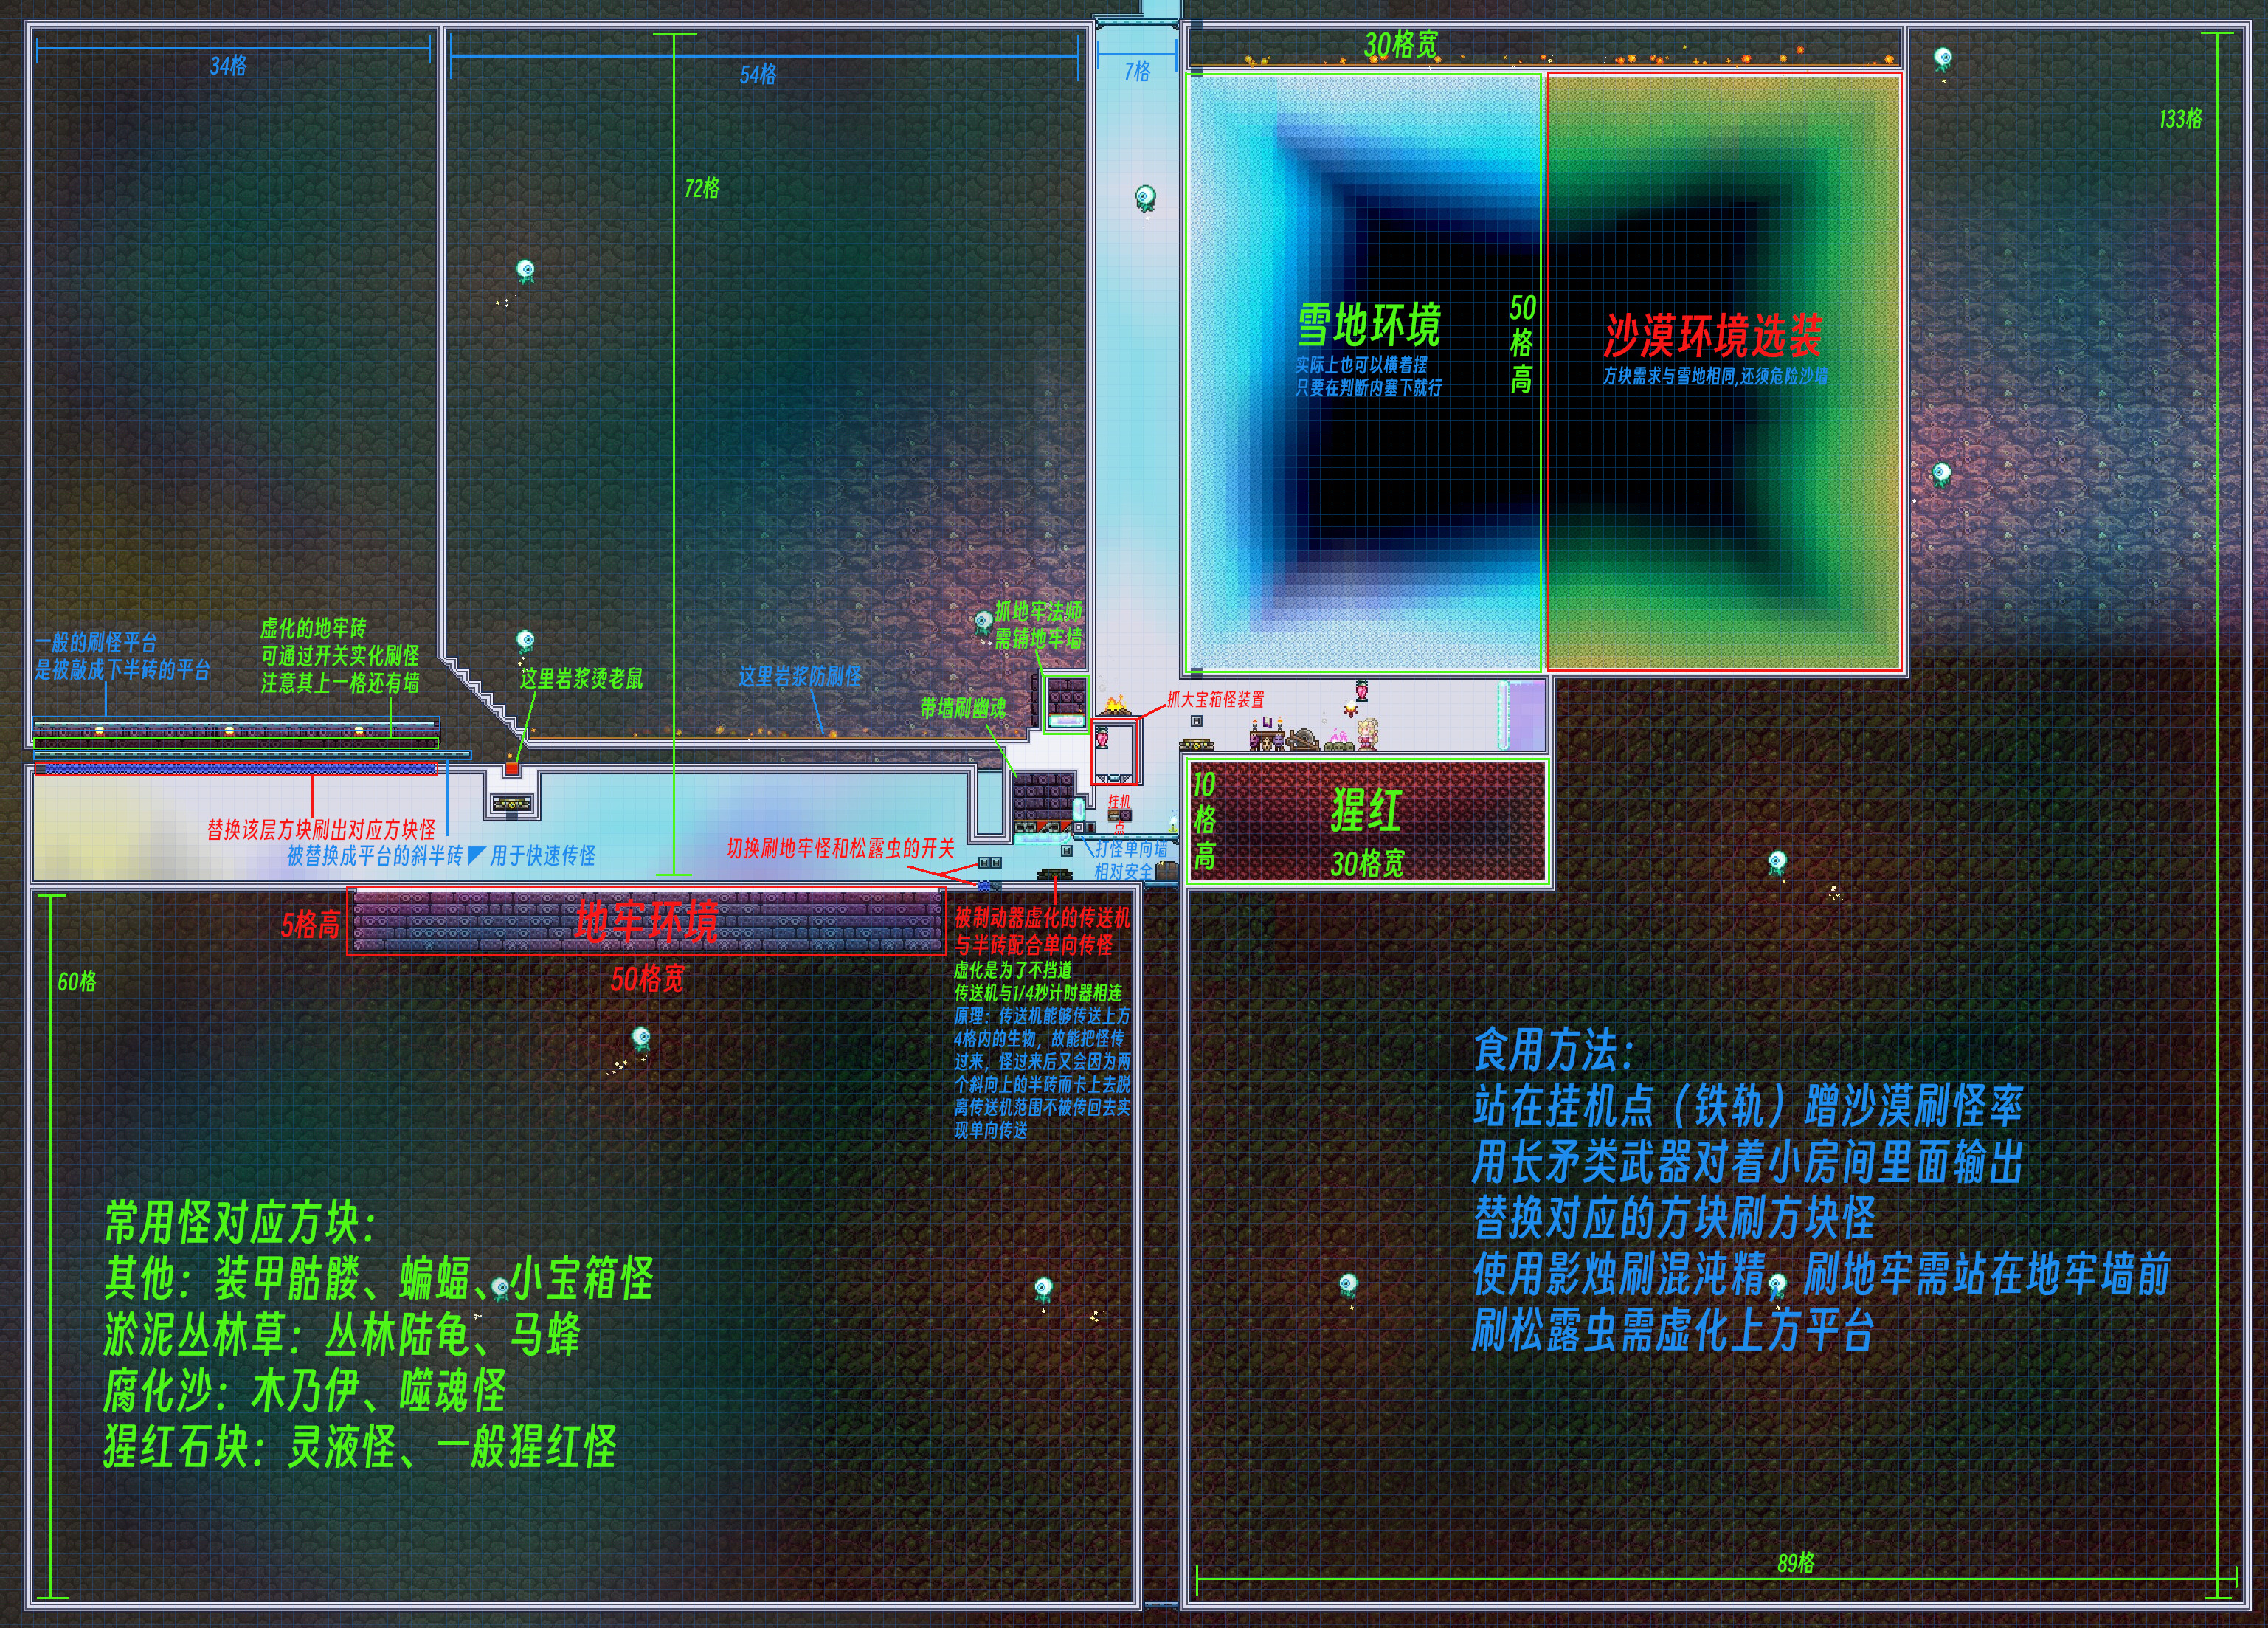 34格
54格
7格
30格宽
133格
72格
雪地环境
实际上也可以横着摆
只要在判断内塞下就行
50
格
高
沙漠环境选装
方块需求与雪地相同,还须危险沙墙
一般的刷怪平台
是被敲成下半砖的平台
虚化的地牢砖
可通过开关实化刷怪
注意其上一格还有墙
这里岩浆烫老鼠
这里岩浆防刷怪
抓地牢法师
需铺地牢墙
带墙刷幽魂
抓大宝箱怪装置
挂机
点
10
格
高
猩红
30格宽
替换该层方块刷出对应方块怪
被替换成平台的斜半砖◤用于快速传怪
切换刷地牢怪和松露虫的开关
打怪单向墙
相对安全
5格高
地牢环境
50格宽
60格
被制动器虚化的传送机
与半砖配合单向传怪
虚化是为了不挡道
传送机与1/4秒计时器相连
原理：传送机能够传送上方
4格内的生物，故能把怪传
过来，怪过来后又会因为两
个斜向上的半砖而卡上去脱
离传送机范围不被传回去实
现单向传送
常用怪对应方块：
其他：装甲骷髅、蝙蝠、小宝箱怪
淤泥丛林草：丛林陆龟、马蜂
腐化沙：木乃伊、噬魂怪
猩红石块：灵液怪、一般猩红怪
食用方法：
站在挂机点（铁轨）蹭沙漠刷怪率
用长矛类武器对着小房间里面输出
替换对应的方块刷方块怪
使用影烛刷混沌精，刷地牢需站在地牢墙前
刷松露虫需虚化上方平台
89格